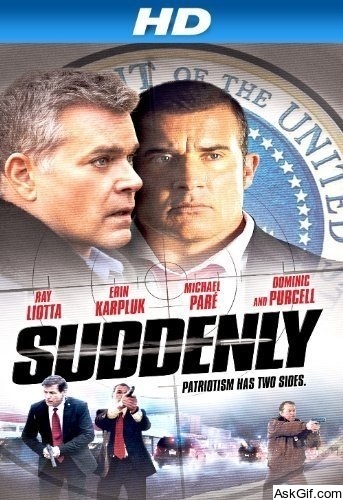 HD
T OF THE UNITED
RAY
LIOTTA
ERIN
KARPLUK
MICHAEL
PARÉ
AND
DOMINIC
PURCELL
SUDDENLY
PATRIOTISM HAS TWO SIDES.
AskGif.com